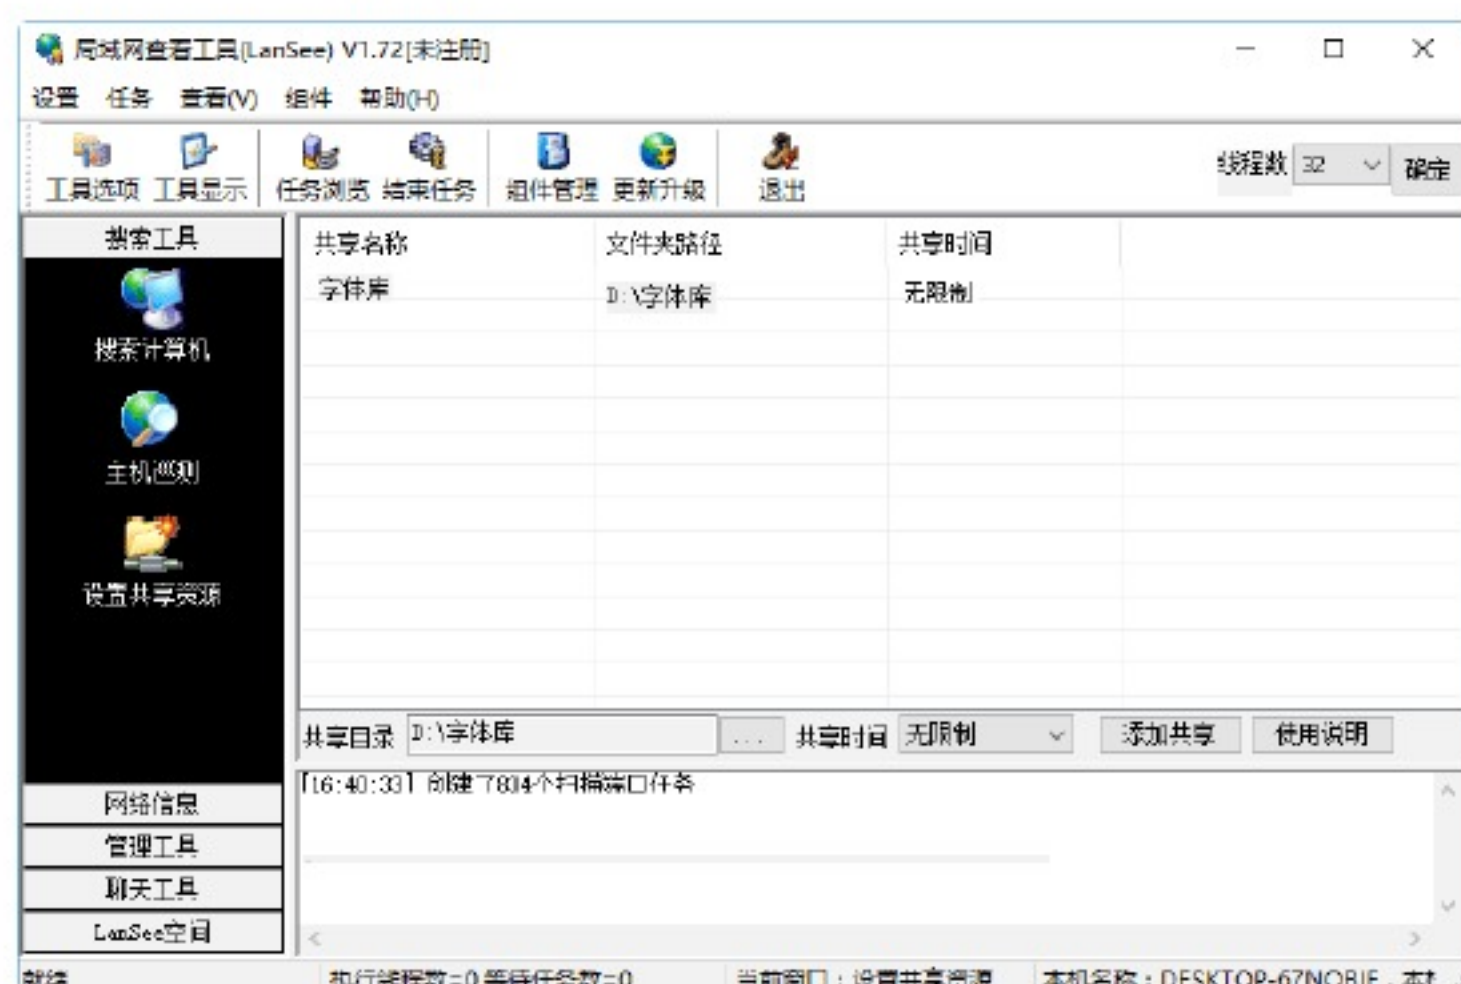 局域网查看工具(LanSee) V1.72[未注册]
设置 任务 查看(V) 组件 帮助(H)
工具选项 工具显示 任务浏览 结束任务 组件管理 更新升级 退出 线程数 32 确定
搜索工具
搜索计算机
主机巡测
设置共享资源
网络信息
管理工具
聊天工具
LanSee空间
共享名称 文件夹路径 共享时间
字体库 D:\字体库 无限制
共享目录 D:\字体库 ... 共享时间 无限制 添加共享 使用说明
[16:40:33] 创建了814个扫描端口任务
就绪 执行线程数=0 等待任务数=0 当前窗口:设置共享资源 本机名称: